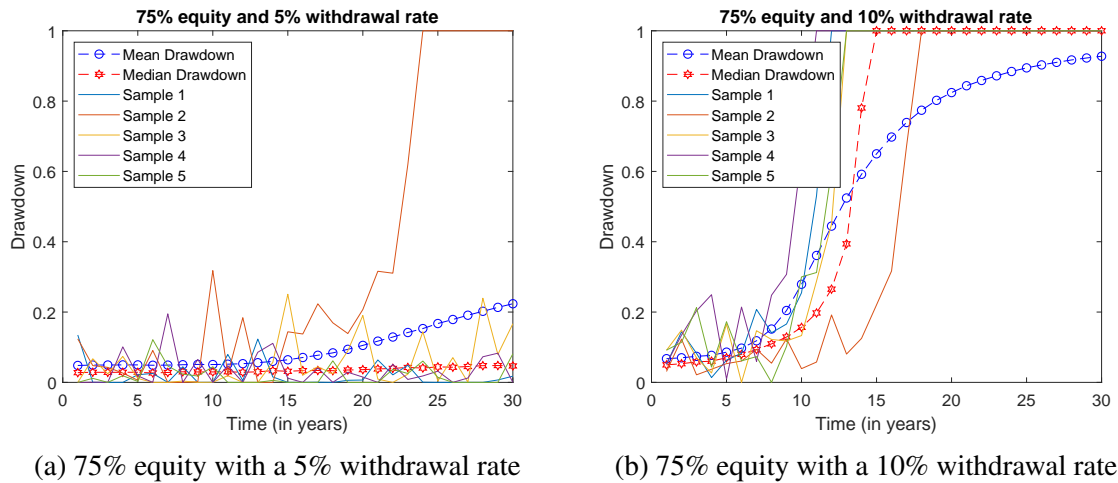 75% equity and 5% withdrawal rate
1
0.8
0.6
0.4
0.2
0
Drawdown
Mean Drawdown
Median Drawdown
Sample 1
Sample 2
Sample 3
Sample 4
Sample 5
0 5 10 15 20 25 30
Time (in years)
(a) 75% equity with a 5% withdrawal rate
75% equity and 10% withdrawal rate
1
0.8
0.6
0.4
0.2
0
Drawdown
Mean Drawdown
Median Drawdown
Sample 1
Sample 2
Sample 3
Sample 4
Sample 5
0 5 10 15 20 25 30
Time (in years)
(b) 75% equity with a 10% withdrawal rate